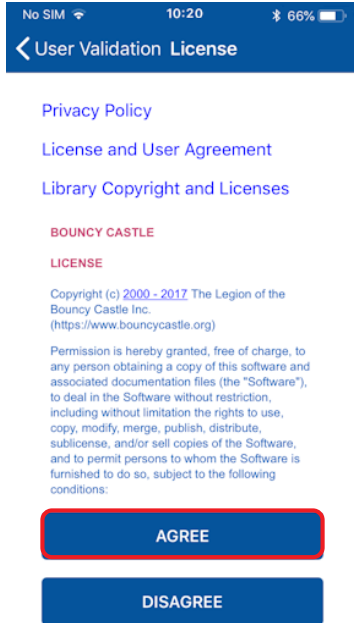 No SIM 10:20 66%
User Validation License
Privacy Policy
License and User Agreement
Library Copyright and Licenses
BOUNCY CASTLE
LICENSE
Copyright (c) 2000 - 2017 The Legion of the
Bouncy Castle Inc.
(https://www.bouncycastle.org)
Permission is hereby granted, free of charge, to
any person obtaining a copy of this software and
associated documentation files (the "Software"),
to deal in the Software without restriction,
including without limitation the rights to use,
copy, modify, merge, publish, distribute,
sublicense, and/or sell copies of the Software,
and to permit persons to whom the Software is
furnished to do so, subject to the following
conditions:
AGREE
DISAGREE